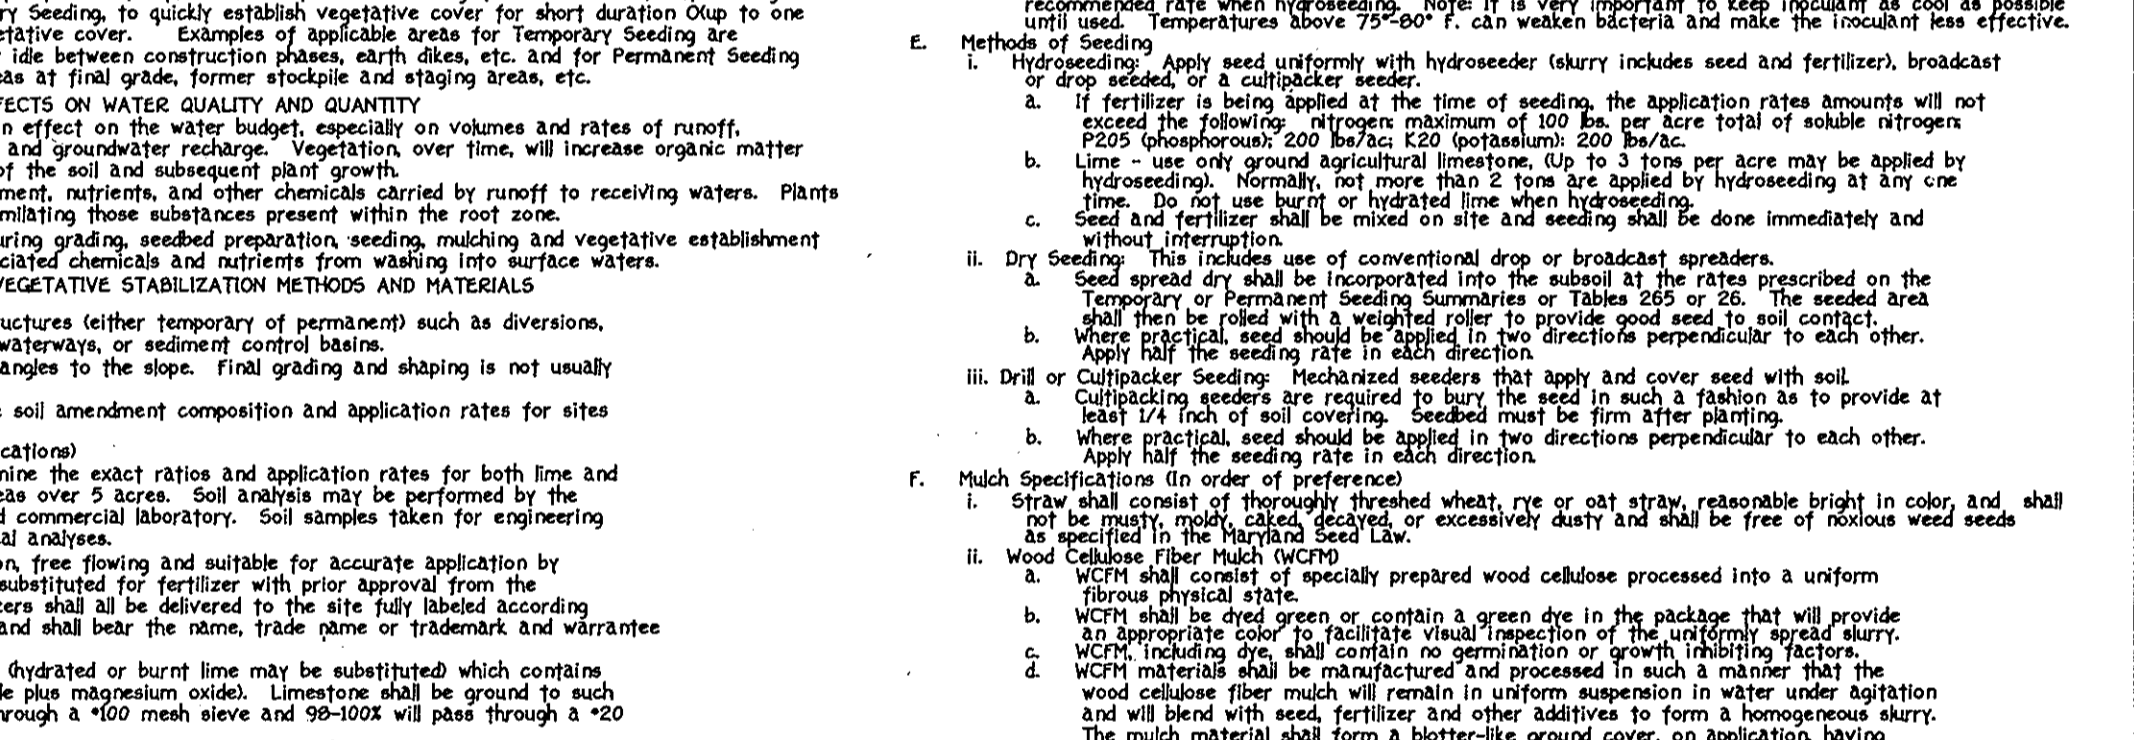 ry Seeding, to quickly establish vegetative cover for short duration (up to one
etative cover. Examples of applicable areas for Temporary Seeding are
idle between construction phases, earth dikes, etc. and for Permanent Seeding
as at final grade, former stockpile and staging areas, etc.
FECTS ON WATER QUALITY AND QUANTITY
n effect on the water budget, especially on volumes and rates of runoff,
and groundwater recharge. Vegetation, over time, will increase organic matter
of the soil and subsequent plant growth.
ment, nutrients, and other chemicals carried by runoff to receiving waters. Plants
milating those substances present within the root zone.
uring grading, seedbed preparation, seeding, mulching and vegetative establishment
ciated chemicals and nutrients from washing into surface waters.
VEGETATIVE STABILIZATION METHODS AND MATERIALS
uctures (either temporary of permanent) such as diversions,
waterways, or sediment control basins.
angles to the slope. Final grading and shaping is not usually
soil amendment composition and application rates for sites
cations)
mine the exact ratios and application rates for both lime and
eas over 5 acres. Soil analysis may be performed by the
d commercial laboratory. Soil samples taken for engineering
al analyses.
on, free flowing and suitable for accurate application by
substituted for fertilizer with prior approval from the
ers shall all be delivered to the site fully labeled according
and shall bear the name, trade name or trademark and warrantee
(hydrated or burnt lime may be substituted) which contains
le plus magnesium oxide). Limestone shall be ground to such
hrough a #100 mesh sieve and 98-100% will pass through a #20
recommended rate when hydroseeding. Note: It is very important to keep inoculant as cool as possible
until used. Temperatures above 75°-80° F. can weaken bacteria and make the inoculant less effective.
E. Methods of Seeding
i. Hydroseeding: Apply seed uniformly with hydroseeder (slurry includes seed and fertilizer), broadcast
or drop seeded, or a cultipacker seeder.
a. If fertilizer is being applied at the time of seeding, the application rates amounts will not
exceed the following: nitrogen: maximum of 100 lbs. per acre total of soluble nitrogen;
P205 (phosphorous): 200 lbs/ac; K20 (potassium): 200 lbs/ac.
b. Lime - use only ground agricultural limestone, (Up to 3 tons per acre may be applied by
hydroseeding). Normally, not more than 2 tons are applied by hydroseeding at any one
time. Do not use burnt or hydrated lime when hydroseeding.
c. Seed and fertilizer shall be mixed on site and seeding shall be done immediately and
without interruption.
ii. Dry Seeding: This includes use of conventional drop or broadcast spreaders.
a. Seed spread dry shall be incorporated into the subsoil at the rates prescribed on the
Temporary or Permanent Seeding Summaries or Tables 265 or 26. The seeded area
shall then be rolled with a weighted roller to provide good seed to soil contact.
b. Where practical, seed should be applied in two directions perpendicular to each other.
Apply half the seeding rate in each direction.
iii. Drill or Cultipacker Seeding: Mechanized seeders that apply and cover seed with soil.
a. Cultipacking seeders are required to bury the seed in such a fashion as to provide at
least 1/4 inch of soil covering. Seedbed must be firm after planting.
b. Where practical, seed should be applied in two directions perpendicular to each other.
Apply half the seeding rate in each direction.
F. Mulch Specifications (In order of preference)
i. Straw shall consist of thoroughly threshed wheat, rye or oat straw, reasonable bright in color, and shall
not be musty, moldy, caked, decayed, or excessively dusty and shall be free of noxious weed seeds
as specified in the Maryland Seed Law.
ii. Wood Cellulose Fiber Mulch (WCFM)
a. WCFM shall consist of specially prepared wood cellulose processed into a uniform
fibrous physical state.
b. WCFM shall be dyed green or contain a green dye in the package that will provide
an appropriate color to facilitate visual inspection of the uniformly spread slurry.
c. WCFM, including dye, shall contain no germination or growth inhibiting factors.
d. WCFM materials shall be manufactured and processed in such a manner that the
wood cellulose fiber mulch will remain in uniform suspension in water under agitation
and will blend with seed, fertilizer and other additives to form a homogeneous slurry.
The mulch material shall form a blotter-like ground cover, on application, having